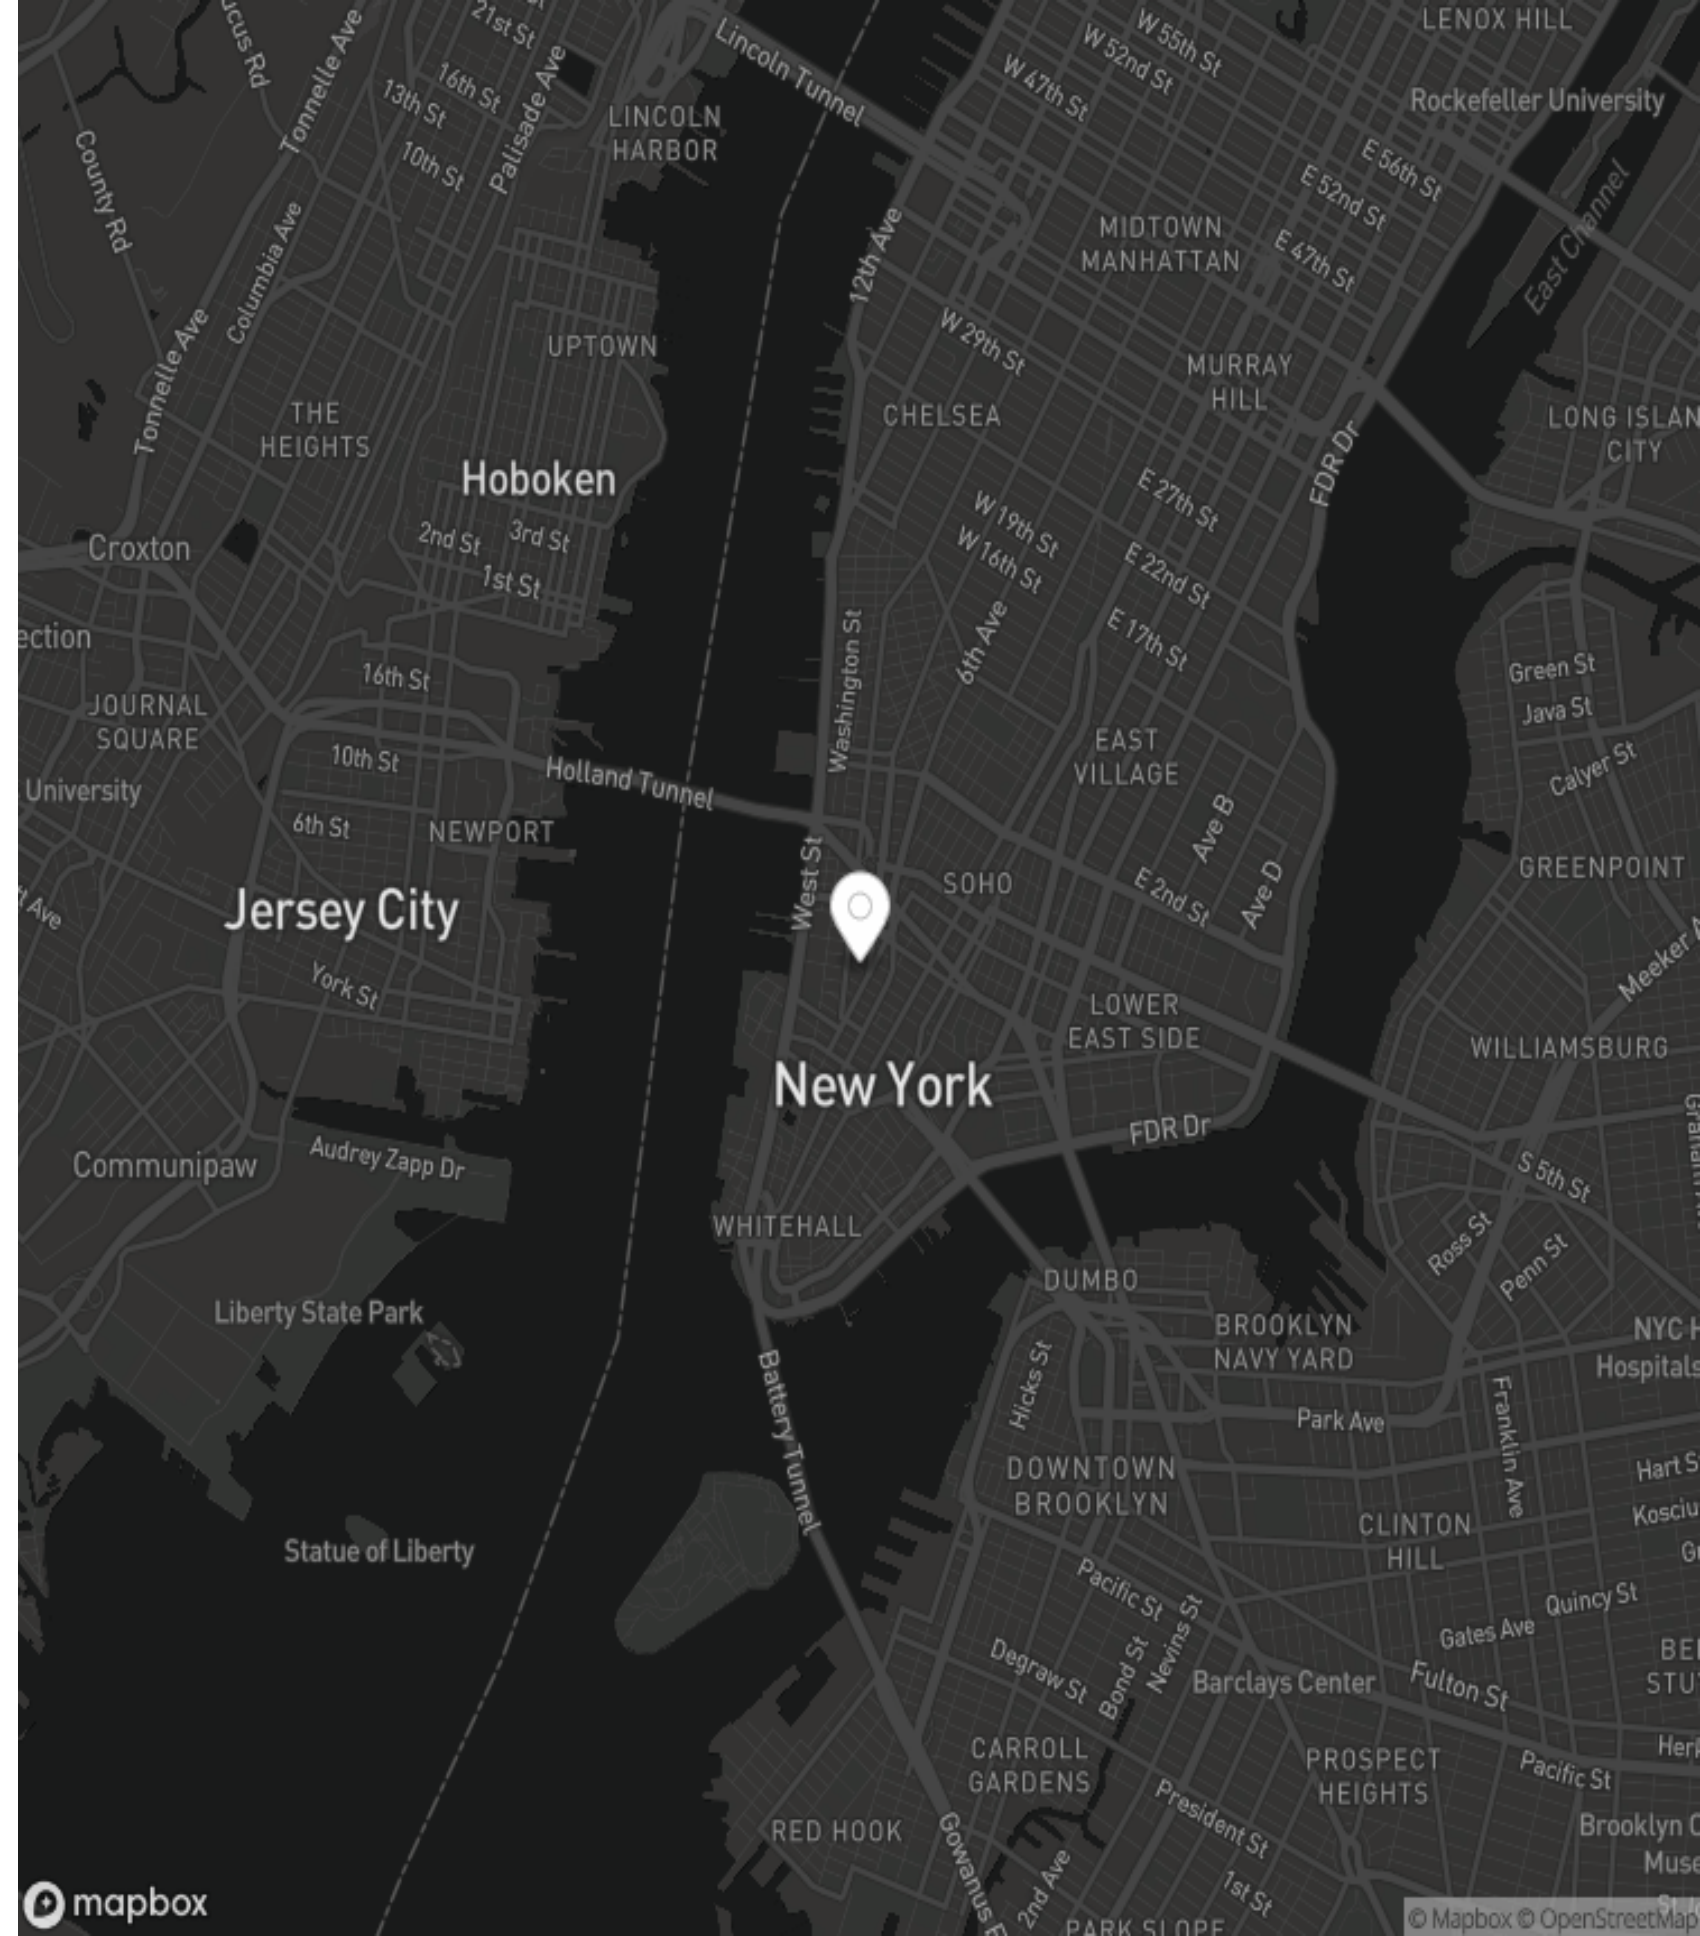 21st St
Lincoln Tunnel
W 55th St
W 52nd St
W 47th St
LENOX HILL
Rockefeller University
Tonnelle Ave
16th St
13th St
10th St
Palisade Ave
LINCOLN
HARBOR
County Rd
E 56th St
E 52nd St
E 47th St
East Channel
MIDTOWN
MANHATTAN
12th Ave
Columbia Ave
Tonnelle Ave
UPTOWN
W 29th St
MURRAY
HILL
THE
HEIGHTS
CHELSEA
CITY
FDR Dr
Hoboken
E 27th St
W 19th St
W 16th St
E 22nd St
2nd St
3rd St
1st St
Croxton
6th Ave
E 17th St
Washington St
16th St
Green St
Java St
JOURNAL
SQUARE
EAST
VILLAGE
10th St
Holland Tunnel
Calyer St
University
6th St
NEWPORT
Ave B
Ave D
GREENPOINT
West St
SOHO
E 2nd St
Jersey City
York St
Meeker
LOWER
EAST SIDE
WILLIAMSBURG
New York
FDR Dr
Communipaw
Audrey Zapp Dr
S 5th St
WHITEHALL
Ross St
Penn St
DUMBO
Liberty State Park
BROOKLYN
NAVY YARD
NYC
Hospitals
Hicks St
Battery Tunnel
Park Ave
Franklin Ave
DOWNTOWN
BROOKLYN
Hart
CLINTON
HILL
Statue of Liberty
Pacific St
Nevins St
Quincy St
Gates Ave
Degraw St
Bond St
Barclays Center
Fulton St
CARROLL
GARDENS
PROSPECT
HEIGHTS
Pacific St
President St
RED HOOK
Gowanus
Brooklyn
2nd Ave
1st St
PARK SLOPE
mapbox
© Mapbox © OpenStreetMap